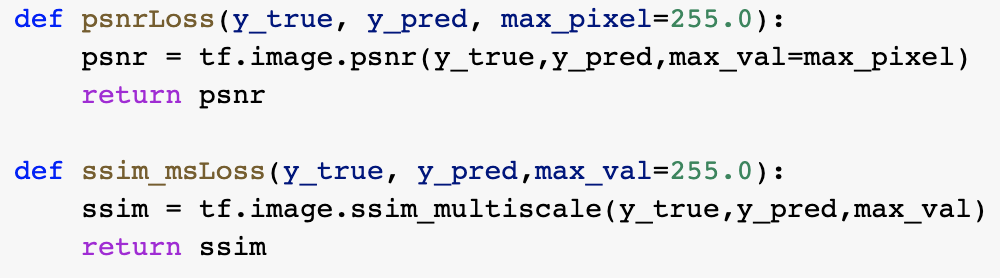 def psnrLoss(y_true, y_pred, max_pixel=255.0):
    psnr = tf.image.psnr(y_true,y_pred,max_val=max_pixel)
    return psnr

def ssim_msLoss(y_true, y_pred,max_val=255.0):
    ssim = tf.image.ssim_multiscale(y_true,y_pred,max_val)
    return ssim